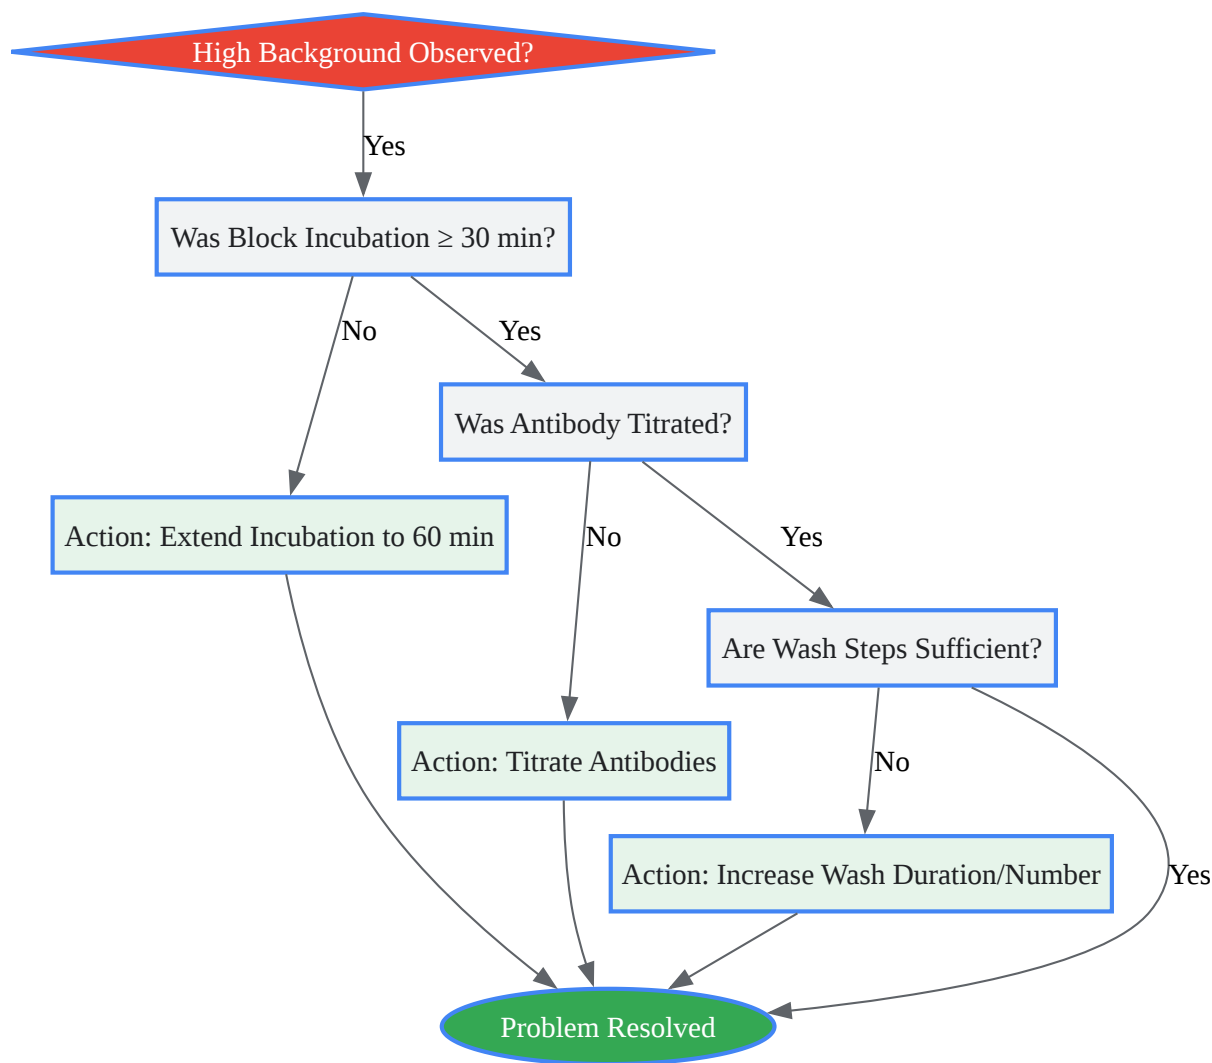 High Background Observed?
Yes
Was Block Incubation ≥ 30 min?
No
Yes
Was Antibody Titrated?
Action: Extend Incubation to 60 min
No
Yes
Are Wash Steps Sufficient?
Action: Titrate Antibodies
No
Action: Increase Wash Duration/Number
Yes
Problem Resolved